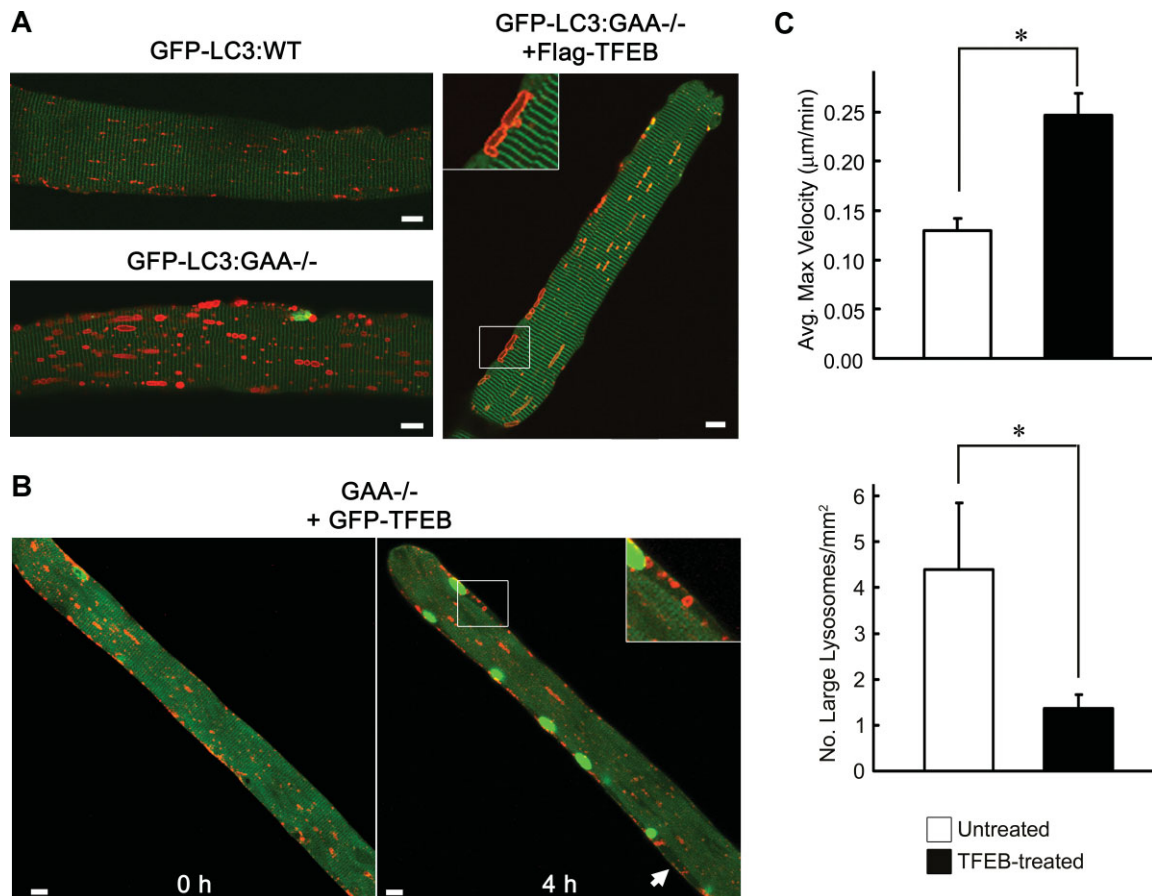 A
GFP-LC3:WT
GFP-LC3:GAA-/-
GFP-LC3:GAA-/-
+Flag-TFEB
B
GAA-/-
+ GFP-TFEB
0 h
4 h
C
*
Avg. Max Velocity (μm/min)
0.25
0.20
0.15
0.10
0.05
0.00
*
No. Large Lysosomes/mm²
6
5
4
3
2
1
0
Untreated
TFEB-treated